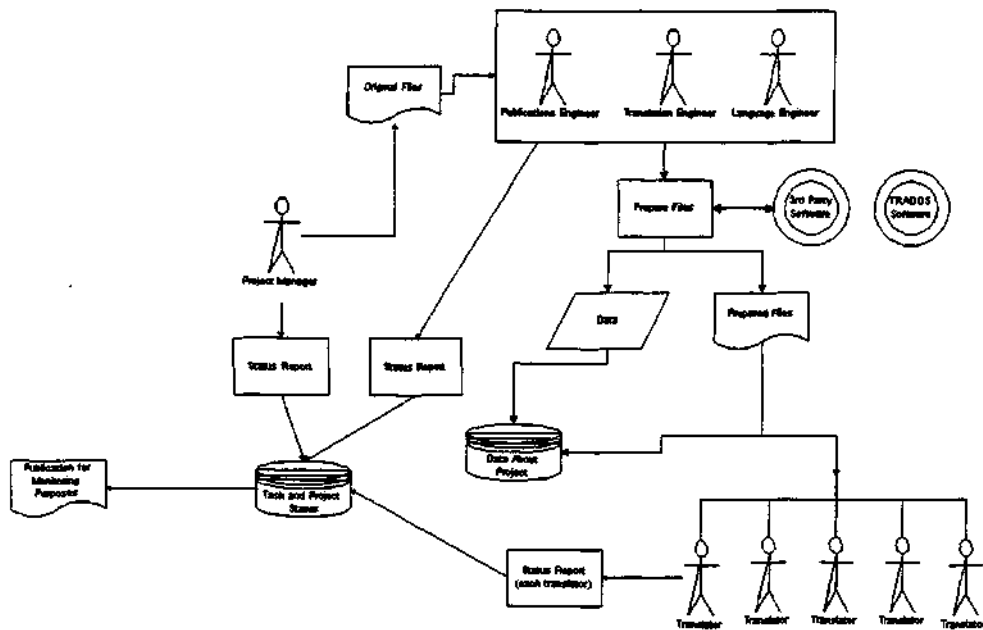 Original Files
Publications Engineer
Translation Engineer
Language Engineer
Prepare Files
3rd Party
Software
TRADOS
Software
Project Manager
Data
Prepared Files
Status Report
Status Report
Data About
Project
Publication for
Monitoring
Purposes
Task and Project
Status
Status Report
(each translator)
Translator
Translator
Translator
Translator
Translator